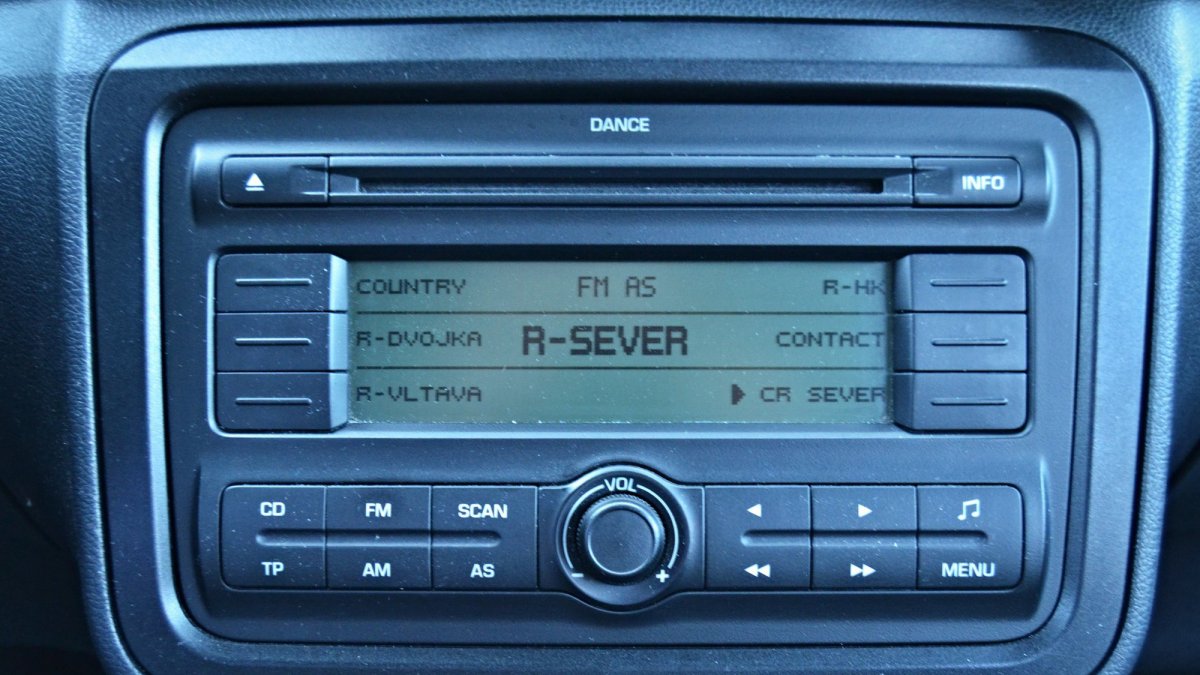 DANCE
INFO
COUNTRY FM AS R-HK
R-DVOJKA R-SEVER CONTACT
R-VLTAVA CR SEVER
VOL
CD FM SCAN
TP AM AS - + MENU